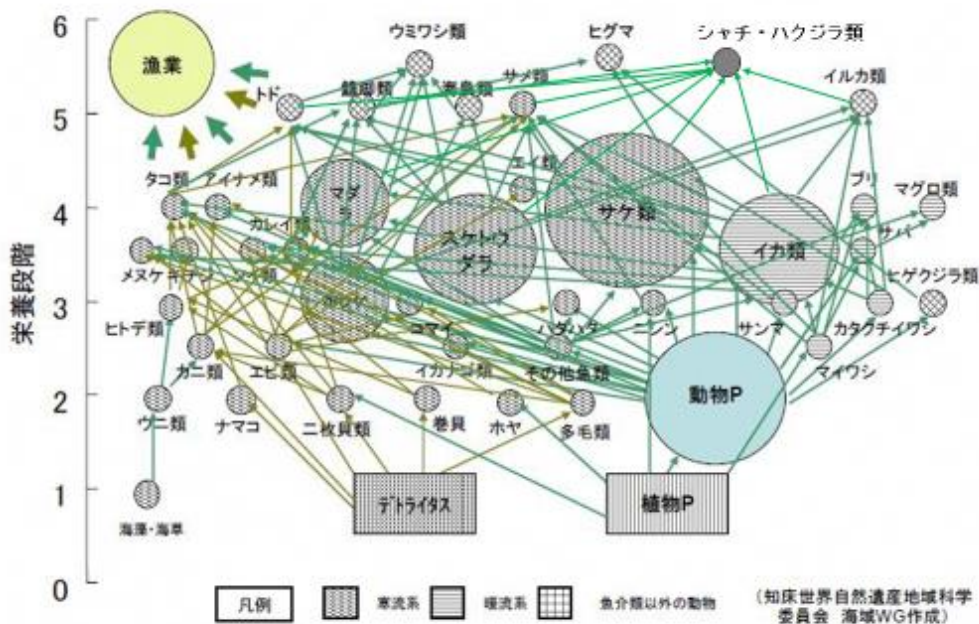 6
5
4
3
2
1
0
栄養段階
漁業
ウミワシ類
ヒグマ
シャチ・ハクジラ類
トド
鰭脚類
海鳥類
サメ類
イルカ類
タコ類
アイナメ類
マダラ
エイ類
サケ類
ブリ
マグロ類
カレイ類
スケトウダラ
イカ類
サバ
メヌケ
キチジ
ヒゲクジラ類
ヒトデ類
コマイ
ハタハタ
ニシン
サンマ
カタクチイワシ
カニ類
エビ類
イカナゴ類
その他魚類
動物P
マイワシ
ウニ類
ナマコ
二枚貝類
巻貝
ホヤ
多毛類
デトライタス
植物P
海藻・海草
凡例
寒流系
暖流系
魚介類以外の動物
(知床世界自然遺産地域科学
委員会 海域WG作成)